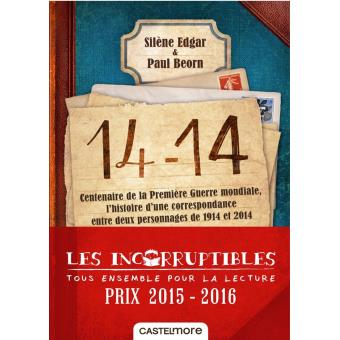 Silène Edgar
&
Paul Beorn
14-14
Centenaire de la Première Guerre mondiale,
l'histoire d'une correspondance
entre deux personnages de 1914 et 2014
LES INCORRUPTIBLES
TOUS ENSEMBLE POUR LA LECTURE
PRIX 2015 - 2016
CASTELMORE